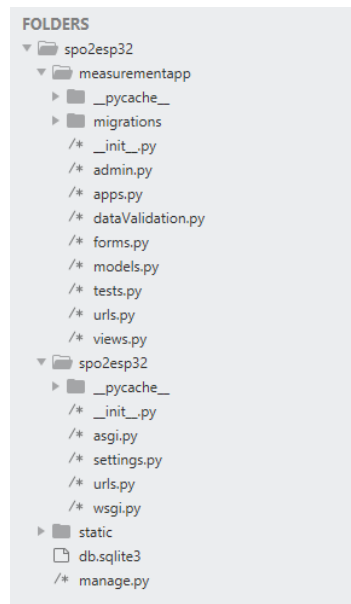 FOLDERS
spo2esp32
measurementapp
__pycache__
migrations
/* __init__.py
/* admin.py
/* apps.py
/* dataValidation.py
/* forms.py
/* models.py
/* tests.py
/* urls.py
/* views.py
spo2esp32
__pycache__
/* __init__.py
/* asgi.py
/* settings.py
/* urls.py
/* wsgi.py
static
db.sqlite3
/* manage.py